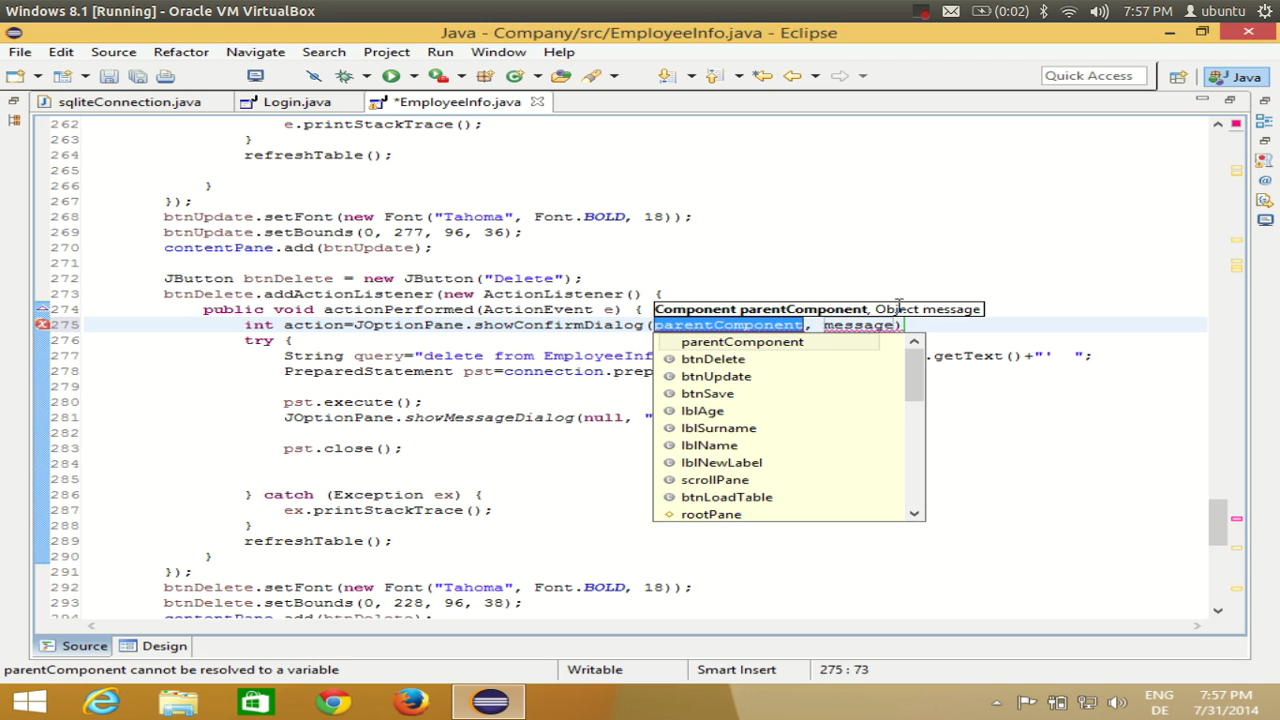 Windows 8.1 [Running] - Oracle VM VirtualBox
(0:02) 7:57 PM ubuntu
Java - Company/src/EmployeeInfo.java - Eclipse
File Edit Source Refactor Navigate Search Project Run Window Help
Quick Access Java
sqliteConnection.java Login.java *EmployeeInfo.java
262 e.printStackTrace();
263 }
264 refreshTable();
265
266 }
267 });
268 btnUpdate.setFont(new Font("Tahoma", Font.BOLD, 18));
269 btnUpdate.setBounds(0, 277, 96, 36);
270 contentPane.add(btnUpdate);
271
272 JButton btnDelete = new JButton("Delete");
273 btnDelete.addActionListener(new ActionListener() {
274 public void actionPerformed(ActionEvent e) { Component parentComponent, Object message
275 int action=JOptionPane.showConfirmDialog(parentComponent, message)
276 try {
277 String query="delete from EmployeeInf .getText()+"' ";
278 PreparedStatement pst=connection.prep
279
280 pst.execute();
281 JOptionPane.showMessageDialog(null, "
282
283 pst.close();
284
285
286 } catch (Exception ex) {
287 ex.printStackTrace();
288 }
289 refreshTable();
290 }
291 });
292 btnDelete.setFont(new Font("Tahoma", Font.BOLD, 18));
293 btnDelete.setBounds(0, 228, 96, 38);
294 contentPane.add(btnDelete);
parentComponent
btnDelete
btnUpdate
btnSave
lblAge
lblSurname
lblName
lblNewLabel
scrollPane
btnLoadTable
rootPane
Source Design
parentComponent cannot be resolved to a variable Writable Smart Insert 275 : 73
ENG 7:57 PM
DE 7/31/2014